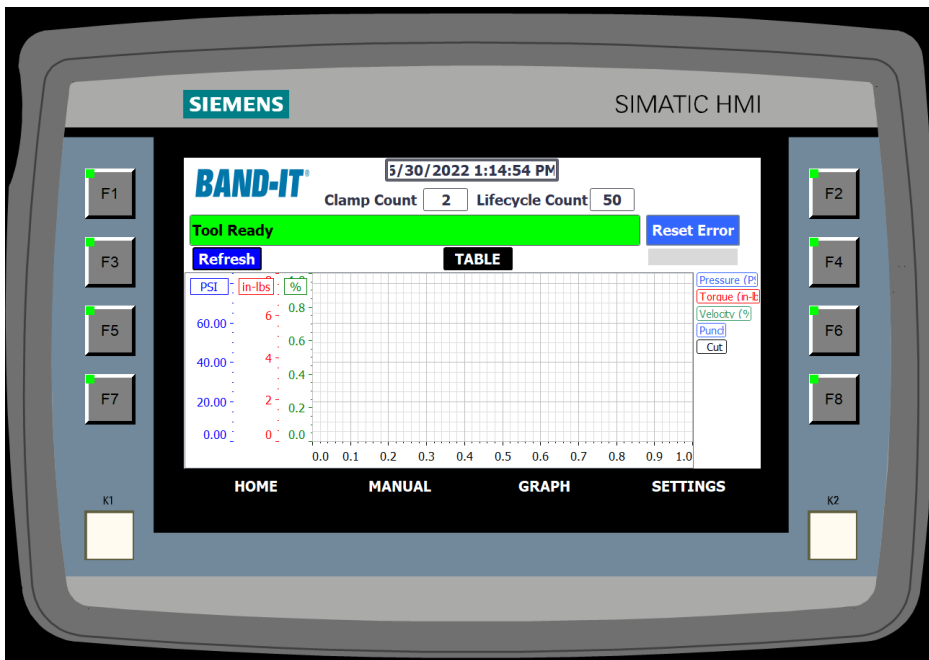 SIEMENS SIMATIC HMI
F1 F2
F3 F4
F5 F6
F7 F8
K1 K2
BAND-IT®
5/30/2022 1:14:54 PM
Clamp Count 2 Lifecycle Count 50
Tool Ready Reset Error
Refresh TABLE
PSI in-lbs %
60.00 6 0.8
0.6
40.00 4 0.4
20.00 2 0.2
0.00 0 0.0
0.0 0.1 0.2 0.3 0.4 0.5 0.6 0.7 0.8 0.9 1.0
Pressure (PS
Torque (in-lb
Velocity (%
Punch
Cut
HOME MANUAL GRAPH SETTINGS